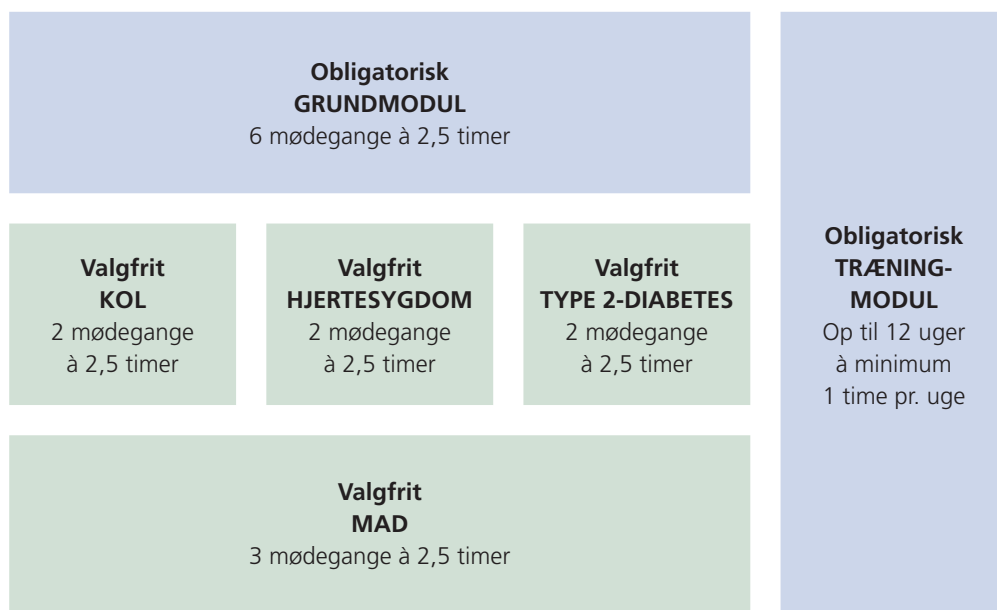 Obligatorisk
GRUNDMODUL
6 mødegange à 2,5 timer
Valgfrit
KOL
2 mødegange
à 2,5 timer
Valgfrit
HJERTESYGDOM
2 mødegange
à 2,5 timer
Valgfrit
TYPE 2-DIABETES
2 mødegange
à 2,5 timer
Valgfrit
MAD
3 mødegange à 2,5 timer
Obligatorisk
TRÆNING-
MODUL
Op til 12 uger
à minimum
1 time pr. uge